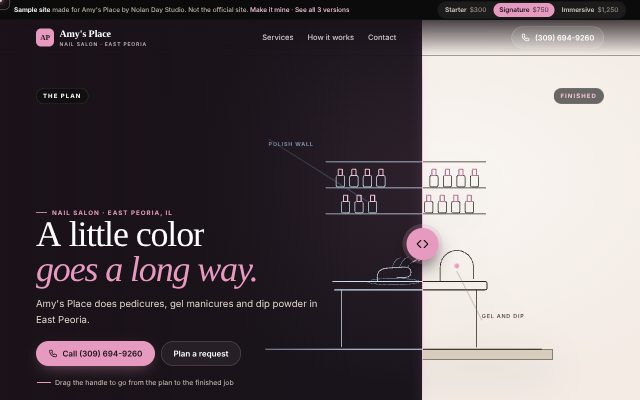 Sample site made for Amy's Place by Nolan Day Studio. Not the official site. Make it mine · See all 3 versions
Starter $300 Signature $750 Immersive $1,250
AP
Amy's Place
NAIL SALON · EAST PEORIA
Services How it works Contact
(309) 694-9260
THE PLAN
FINISHED
POLISH WALL
NAIL SALON · EAST PEORIA, IL
A little color
goes a long way.
Amy's Place does pedicures, gel manicures and dip powder in
East Peoria.
GEL AND DIP
Call (309) 694-9260
Plan a request
Drag the handle to go from the plan to the finished job